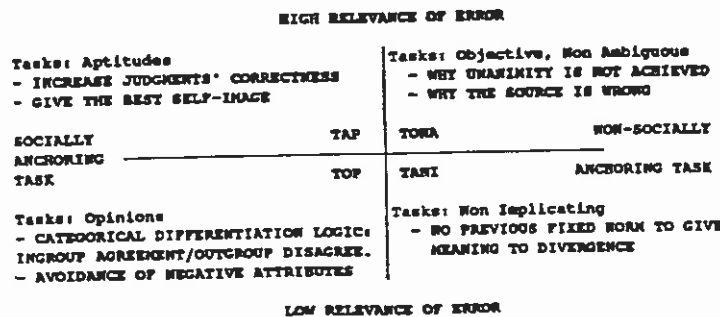 HIGH RELEVANCE OF ERROR
Tasks: Aptitudes
- INCREASE JUDGMENTS' CORRECTNESS
- GIVE THE BEST SELF-IMAGE
Tasks: Objective, Non Ambiguous
- WHY UNANIMITY IS NOT ACHIEVED
- WHY THE SOURCE IS WRONG
SOCIALLY
ANCHORING
TASK
TAP
TONA
NON-SOCIALLY
TOP
TANI
ANCHORING TASK
Tasks: Opinions
- CATEGORICAL DIFFERENTIATION LOGIC:
INGROUP AGREEMENT/OUTGROUP DISAGREE.
- AVOIDANCE OF NEGATIVE ATTRIBUTES
Tasks: Non Implicating
- NO PREVIOUS FIXED NORM TO GIVE
MEANING TO DIVERGENCE
LOW RELEVANCE OF ERROR